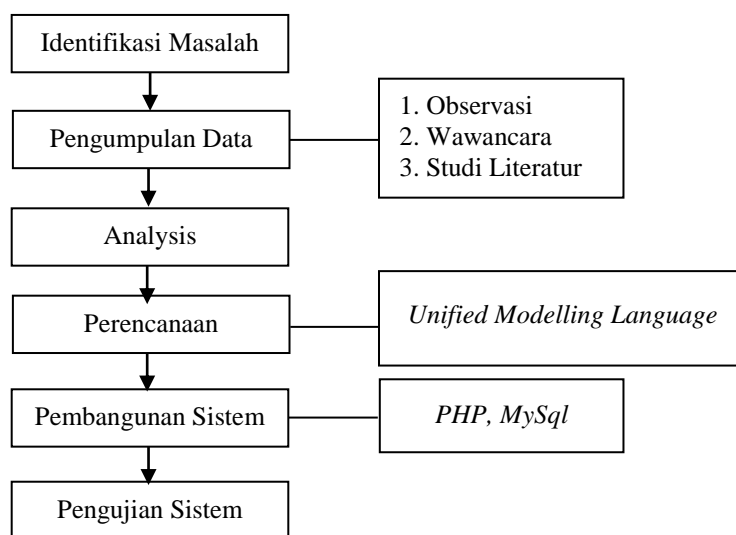 Identifikasi Masalah
Pengumpulan Data
1. Observasi
2. Wawancara
3. Studi Literatur
Analysis
Perencanaan
Unified Modelling Language
Pembangunan Sistem
PHP, MySql
Pengujian Sistem